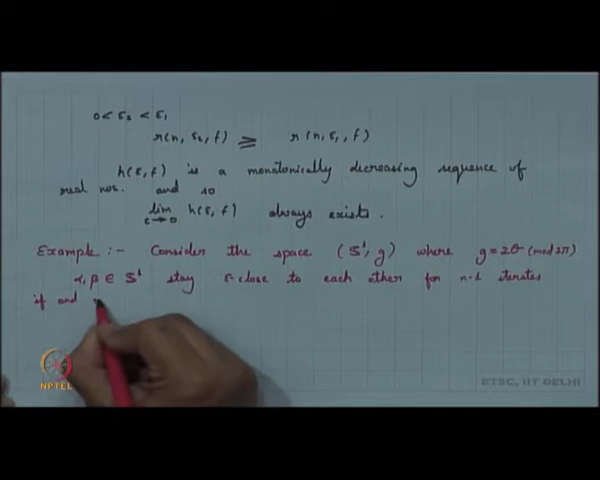 0 < ε₂ < ε₁
r(n, ε₂, f) ≥ r(n, ε₁, f)
h(ε, f) is a monotonically decreasing sequence of
real nos. and so
lim ε→0 h(ε, f) always exists.
Example :- Consider the space (S¹, g) where g = 2θ (mod 2π)
α, β ∈ S¹ stay ε-close to each other for n-1 iterates
if and o
NPTEL
ETSC, IIT DELHI